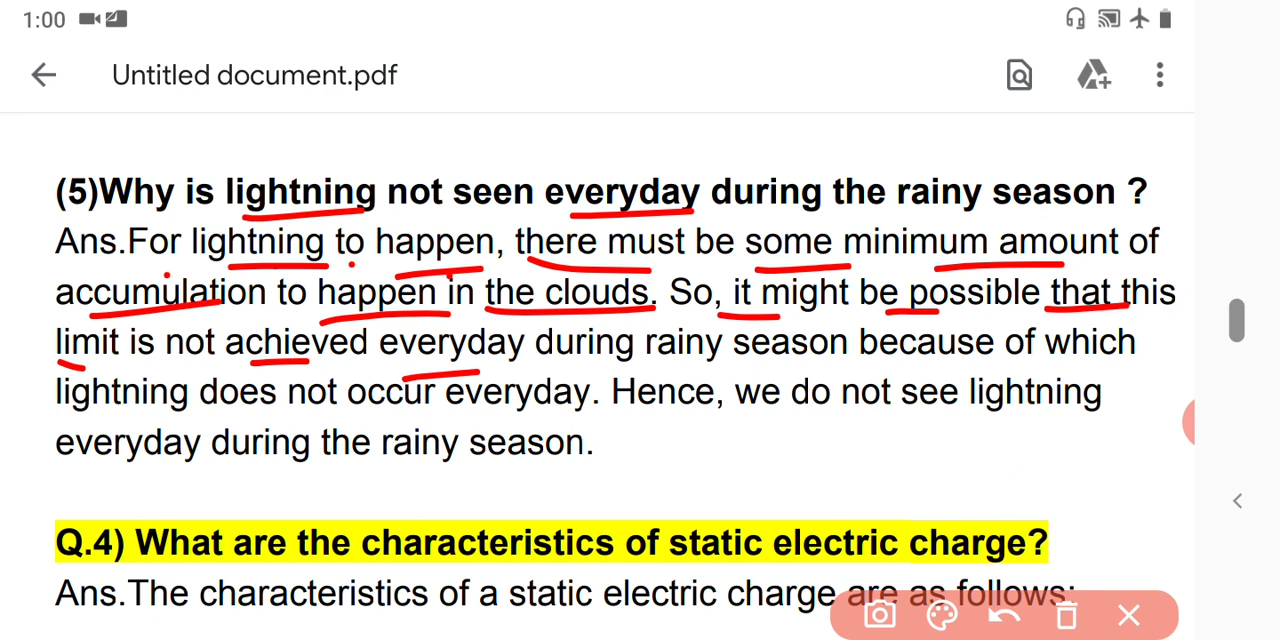 1:00
Untitled document.pdf
(5)Why is lightning not seen everyday during the rainy season ?
Ans.For lightning to happen, there must be some minimum amount of
accumulation to happen in the clouds. So, it might be possible that this
limit is not achieved everyday during rainy season because of which
lightning does not occur everyday. Hence, we do not see lightning
everyday during the rainy season.
Q.4) What are the characteristics of static electric charge?
Ans.The characteristics of a static electric charge are as follows: